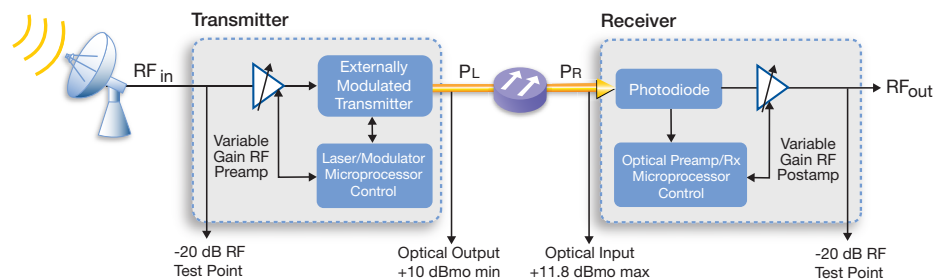 Transmitter
Receiver
RFin
Externally
Modulated
Transmitter
PL
PR
Photodiode
RFout
Variable
Gain RF
Preamp
Laser/Modulator
Microprocessor
Control
Optical Preamp/Rx
Microprocessor
Control
Variable
Gain RF
Postamp
-20 dB RF
Test Point
Optical Output
+10 dBmo min
Optical Input
+11.8 dBmo max
-20 dB RF
Test Point